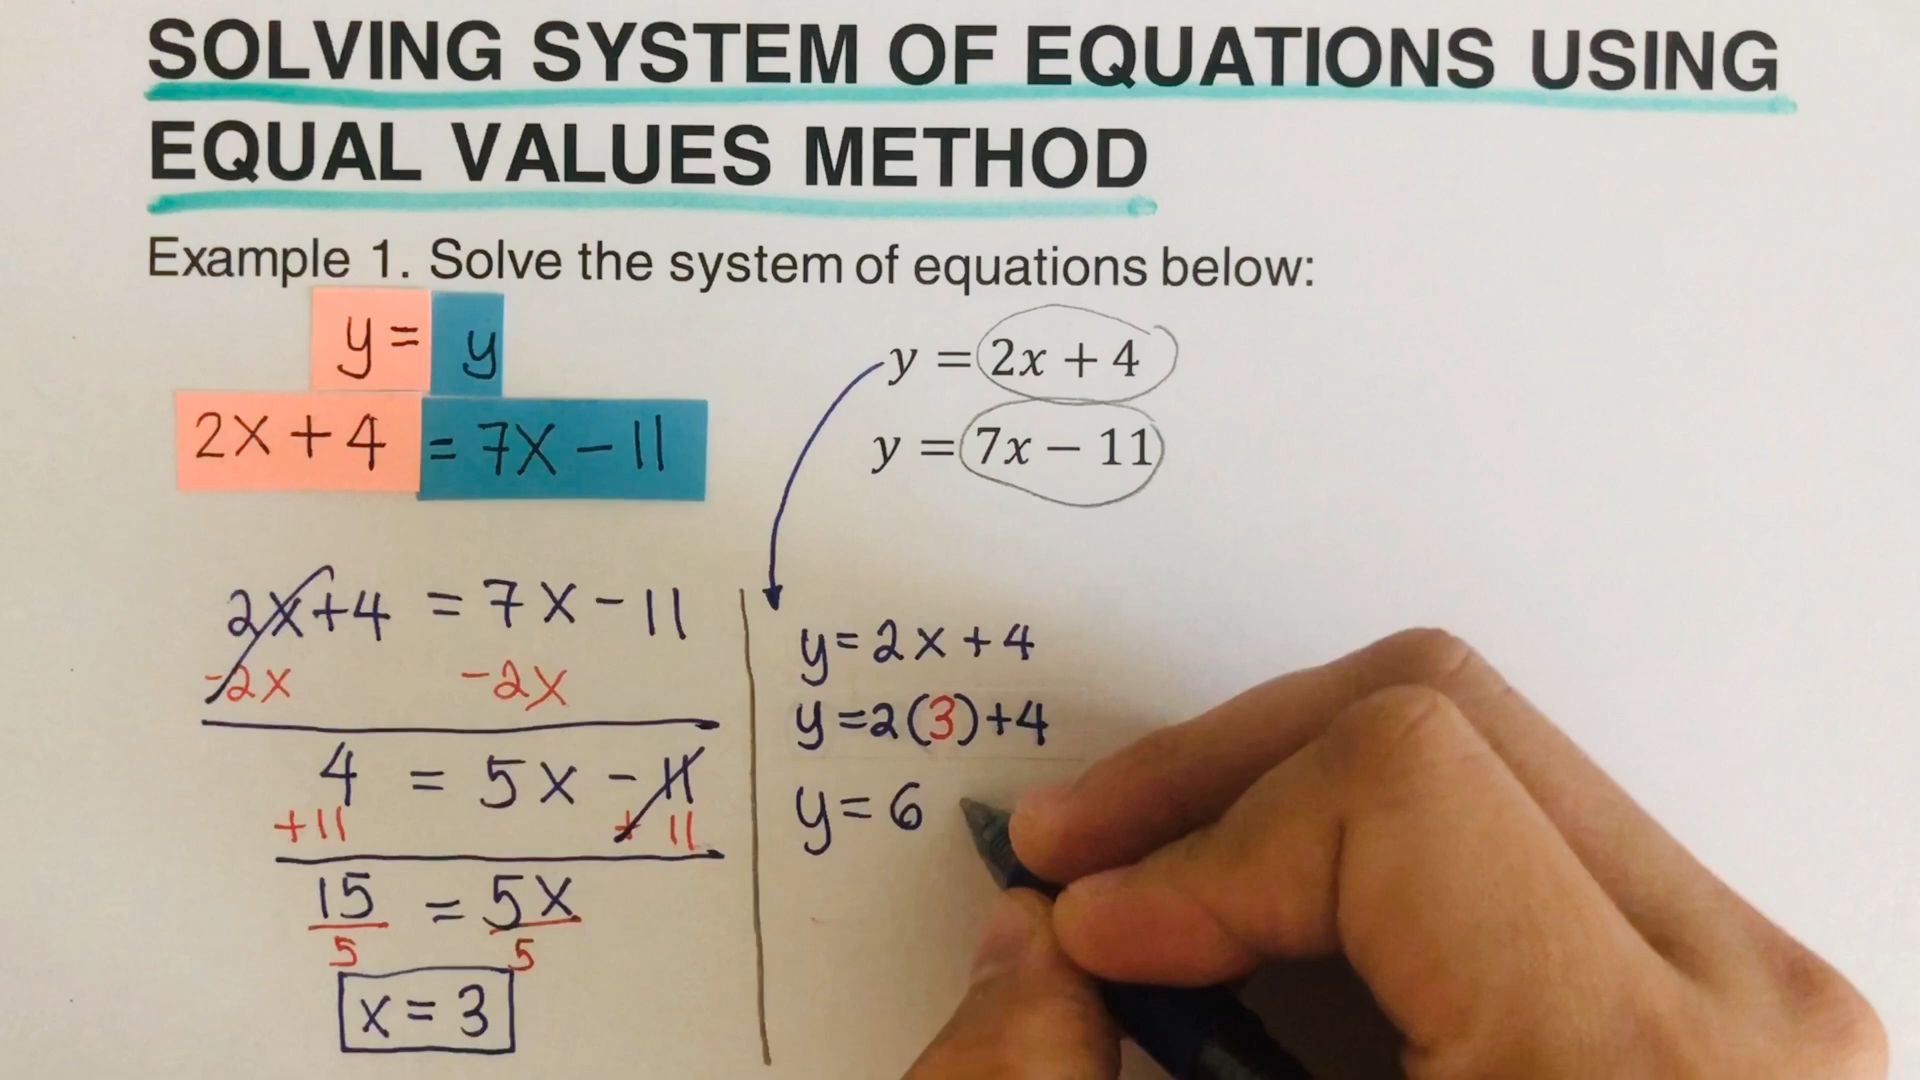 SOLVING SYSTEM OF EQUATIONS USING
EQUAL VALUES METHOD
Example 1. Solve the system of equations below:
y = y
2x + 4 = 7x - 11
y = 2x + 4
y = 7x − 11
2x+4 = 7x - 11
-2x -2x
4 = 5x - 11
+11 + 11
15 = 5x
5 5
x = 3
y = 2x + 4
y = 2(3)+4
y = 6